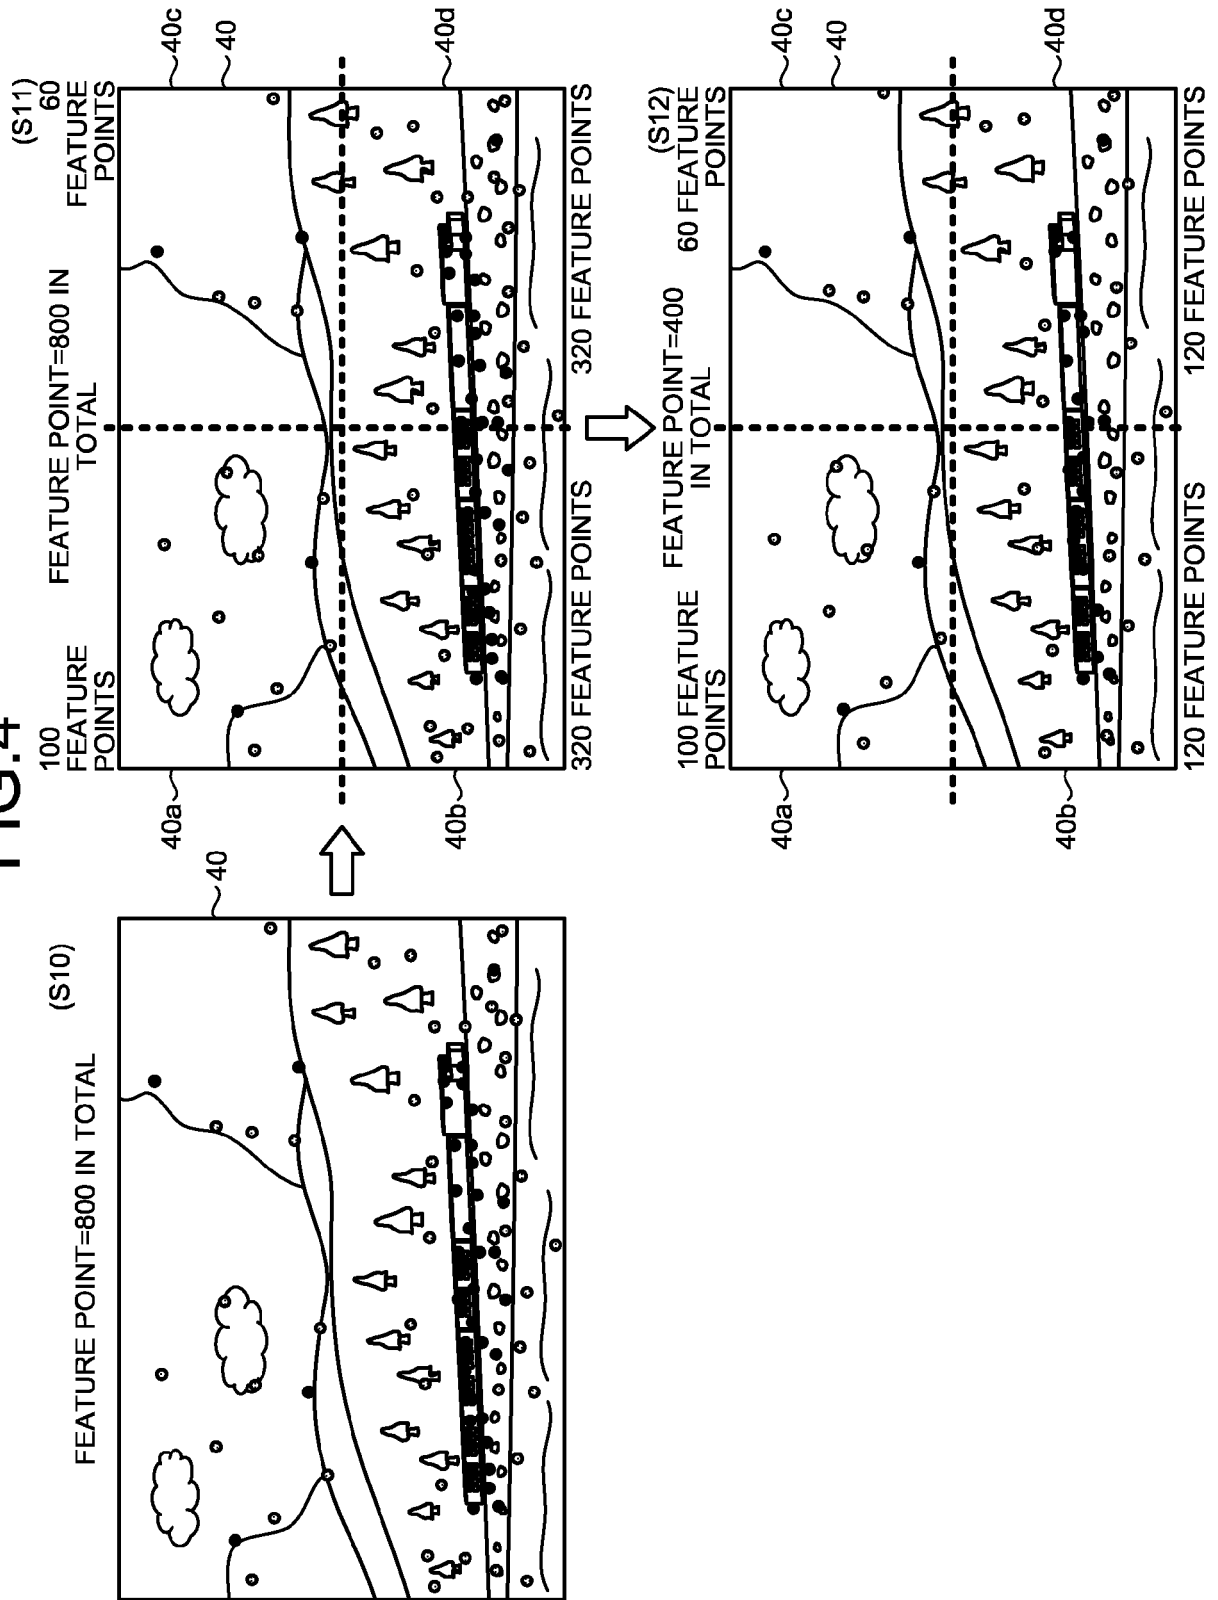 FIG.4
(S10)
FEATURE POINT=800 IN TOTAL
40
(S11)
100
FEATURE
POINTS
FEATURE POINT=800 IN
TOTAL
60
FEATURE
POINTS
40a
40c
40
40b
40d
320 FEATURE POINTS
320 FEATURE POINTS
(S12)
100 FEATURE
POINTS
FEATURE POINT=400
IN TOTAL
60 FEATURE
POINTS
40a
40c
40
40b
40d
120 FEATURE POINTS
120 FEATURE POINTS